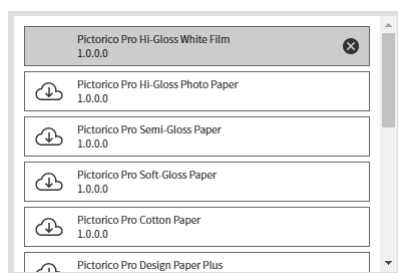 Pictorico Pro Hi-Gloss White Film
1.0.0.0
Pictorico Pro Hi-Gloss Photo Paper
1.0.0.0
Pictorico Pro Semi-Gloss Paper
1.0.0.0
Pictorico Pro Soft-Gloss Paper
1.0.0.0
Pictorico Pro Cotton Paper
1.0.0.0
Pictorico Pro Design Paper Plus